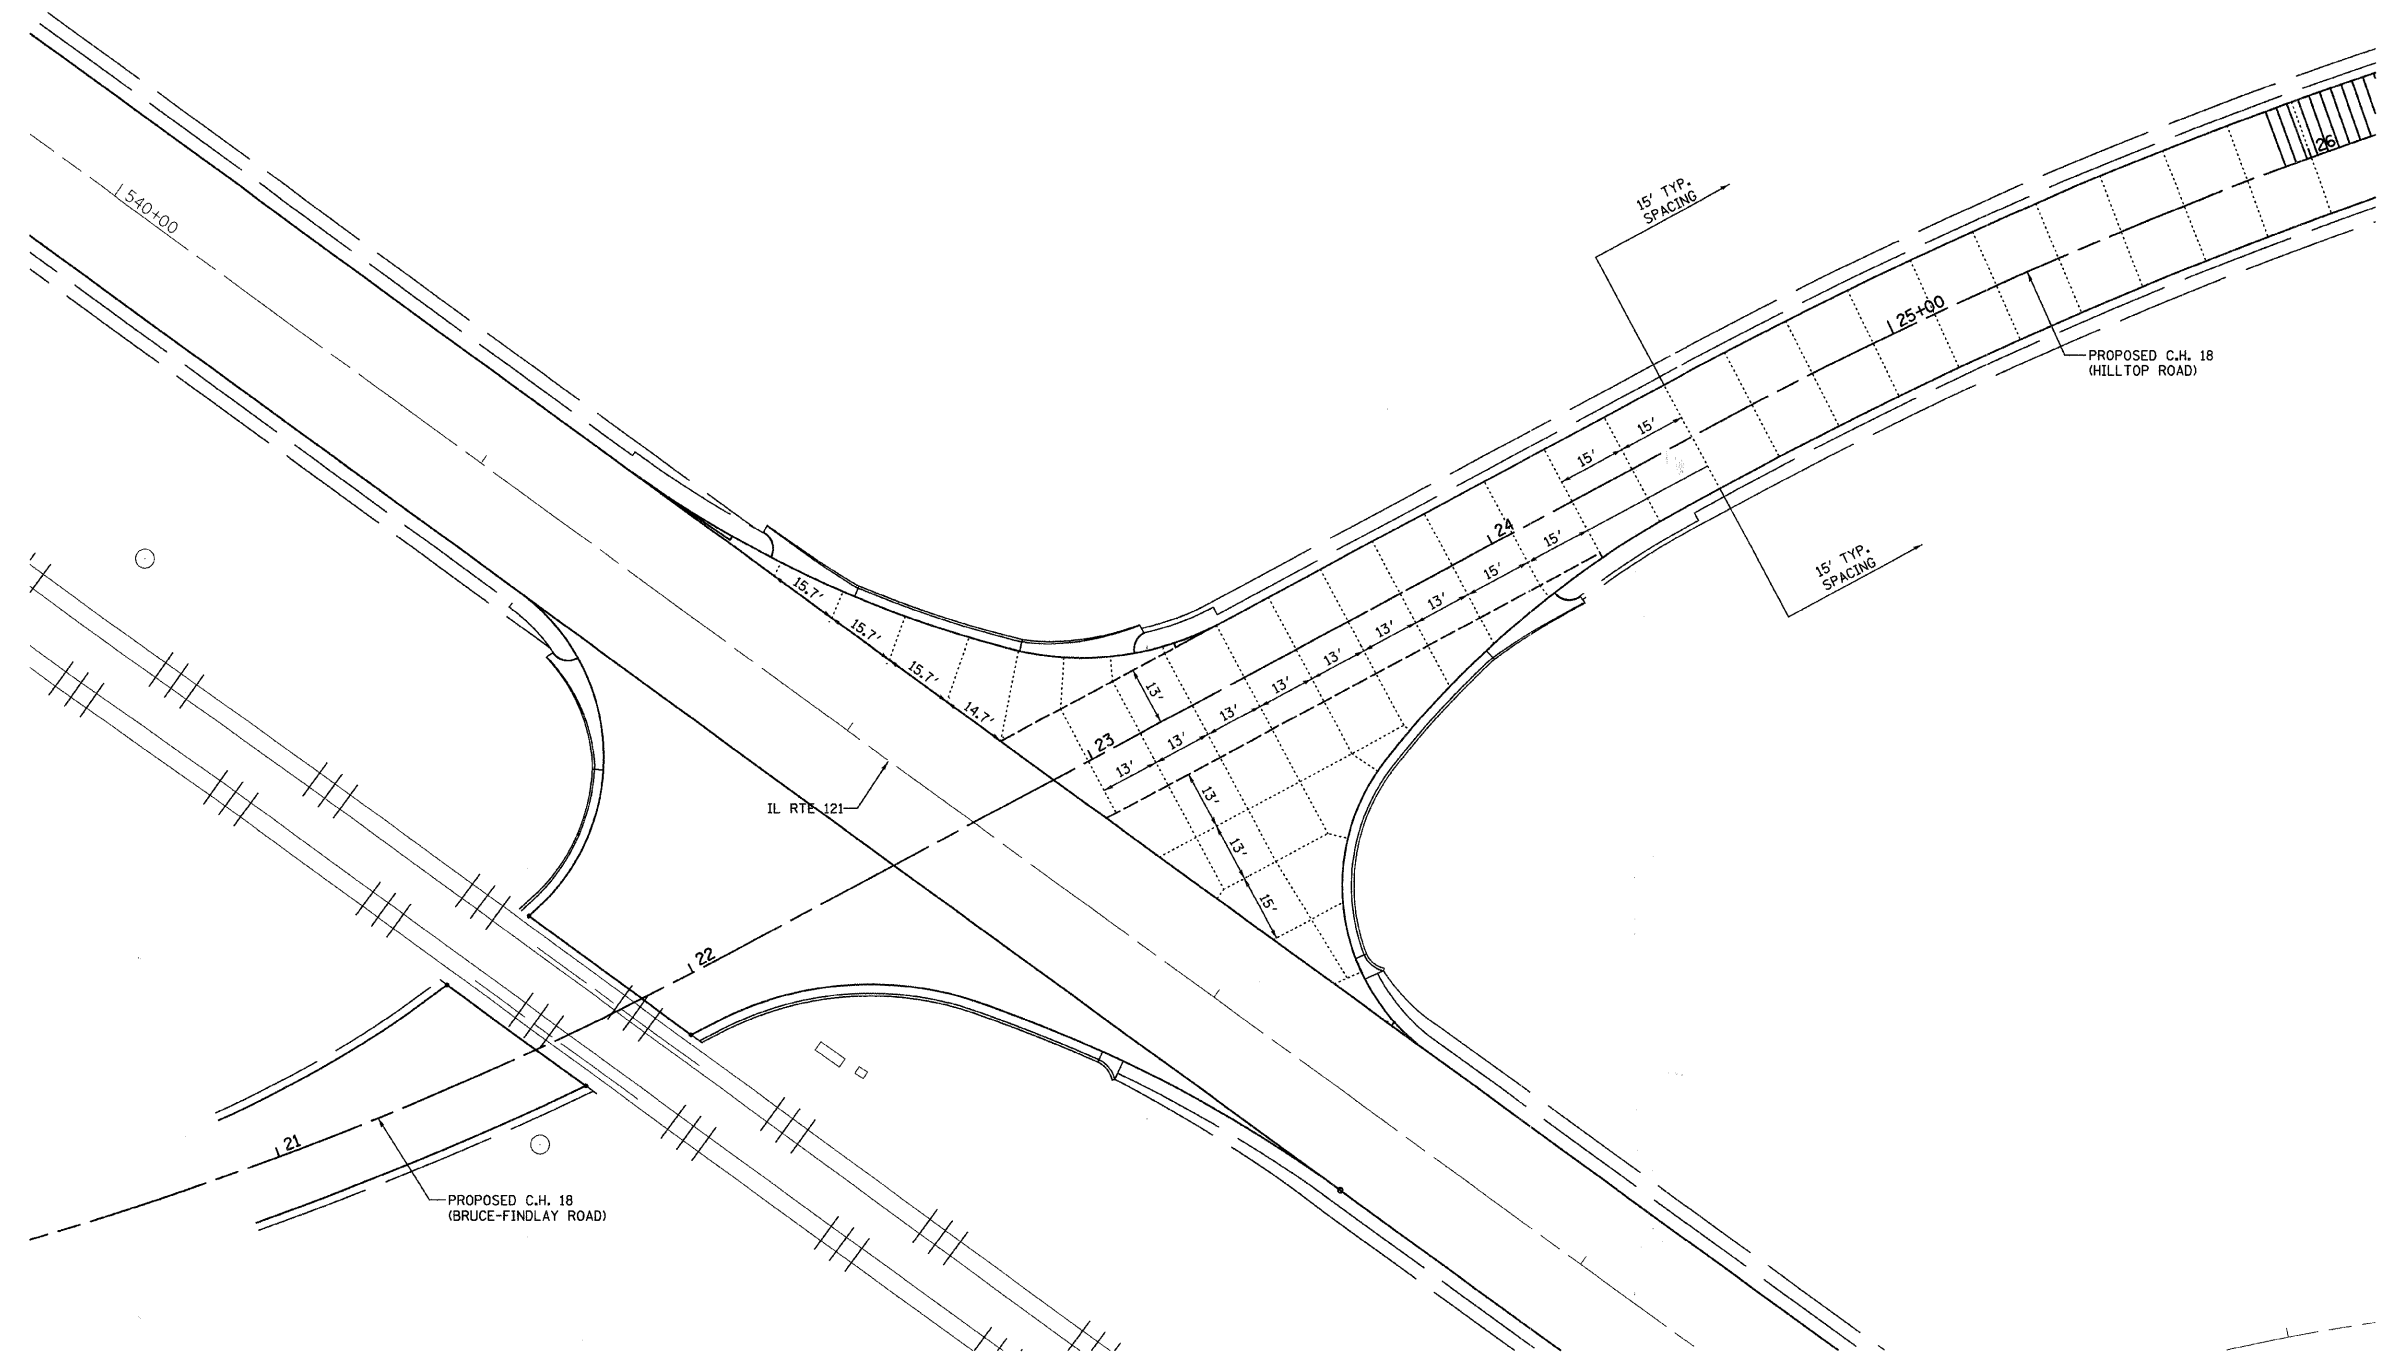 540+00
15' TYP.
SPACING
26
25+00
PROPOSED C.H. 18
(HILLTOP ROAD)
15'
15'
24
15'
15'
15' TYP.
SPACING
13'
13'
13'
13'
13'
13'
13'
13'
23
15.7'
15.7'
15.7'
14.7'
IL RTE 121
13'
13'
15'
22
21
PROPOSED C.H. 18
(BRUCE-FINDLAY ROAD)